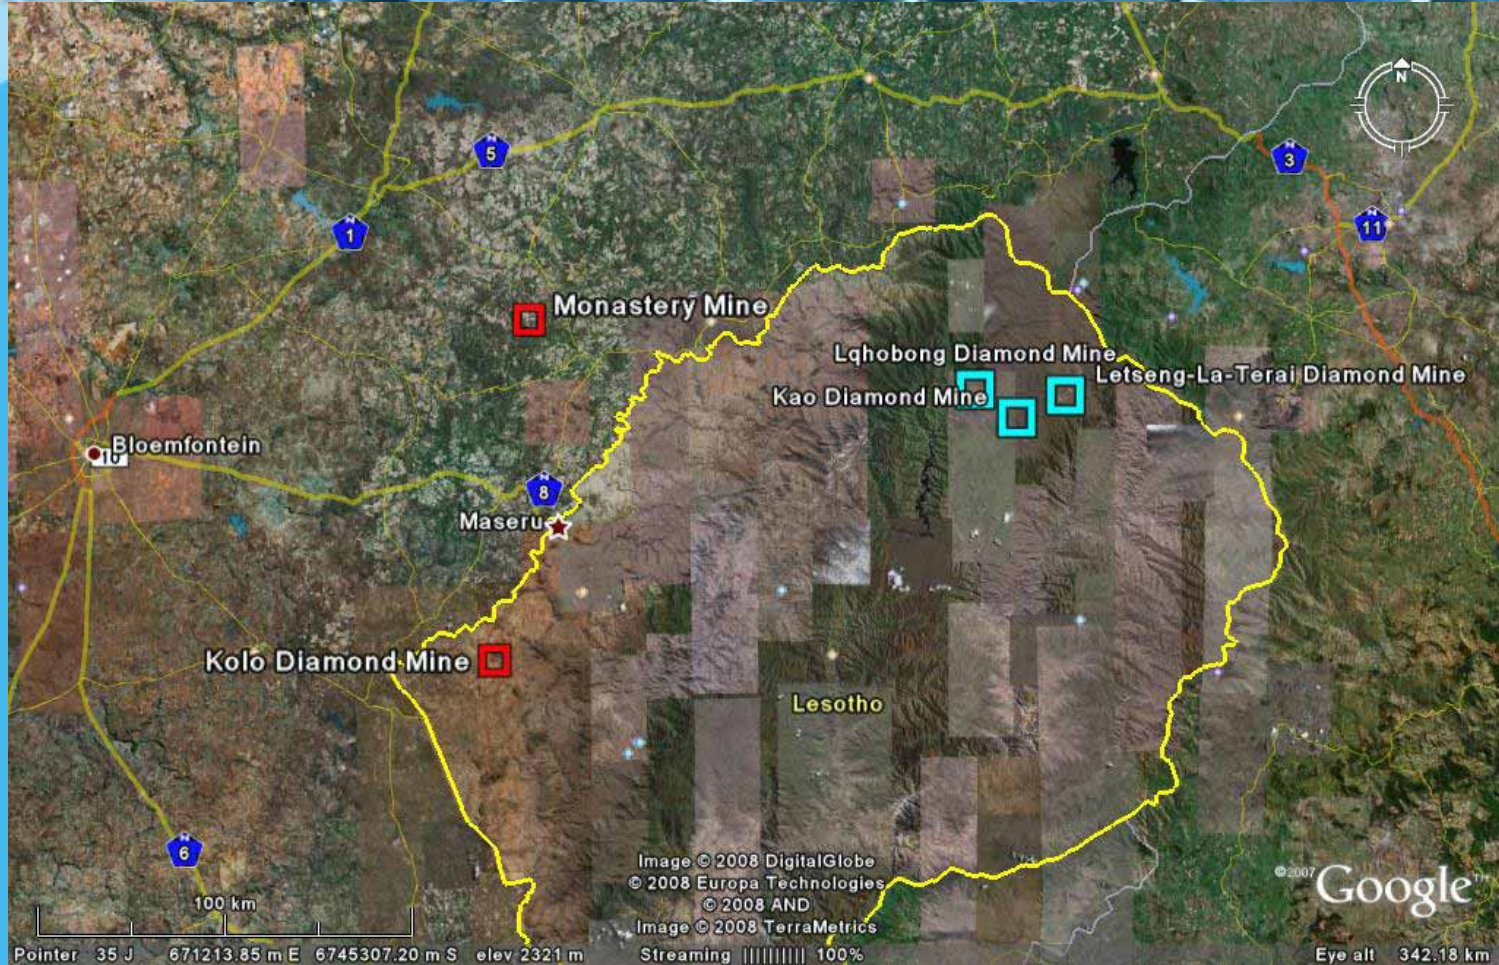 N
5
3
1
11
Monastery Mine
Lqhobong Diamond Mine
Letseng-La-Terai Diamond Mine
Kao Diamond Mine
Bloemfontein
10
8
Maseru
Kolo Diamond Mine
Lesotho
6
Image © 2008 DigitalGlobe
© 2008 Europa Technologies
© 2008 AND
Image © 2008 TerraMetrics
©2007 Google™
100 km
Pointer 35 J 671213.85 m E 6745307.20 m S elev 2321 m Streaming |||||||||| 100% Eye alt 342.18 km